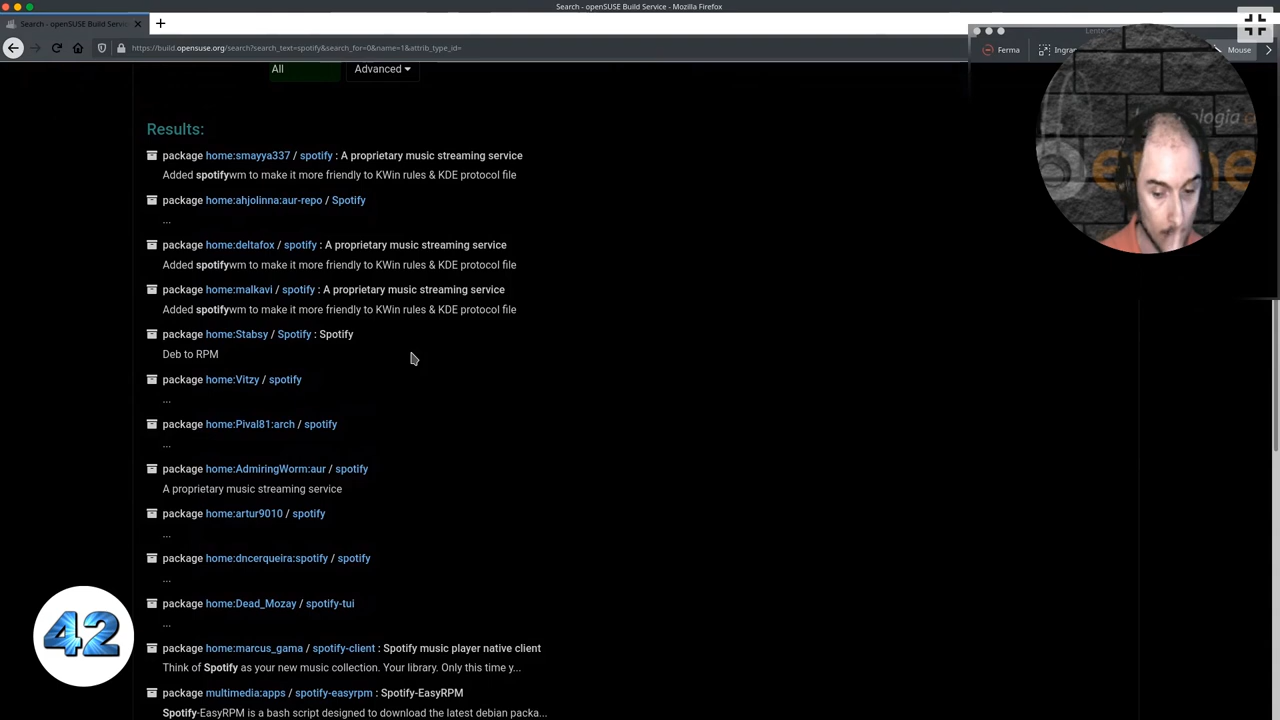 Search - openSUSE Build Service - Mozilla Firefox
Search - openSUSE Build Servic
https://build.opensuse.org/search?search_text=spotify&search_for=0&name=1&attrib_type_id=
Lente
Ferma
Ingran
Mouse
All
Advanced
Results:
package home:smayya337 / spotify : A proprietary music streaming service
Added spotifywm to make it more friendly to KWin rules & KDE protocol file
package home:ahjolinna:aur-repo / Spotify
...
package home:deltafox / spotify : A proprietary music streaming service
Added spotifywm to make it more friendly to KWin rules & KDE protocol file
package home:malkavi / spotify : A proprietary music streaming service
Added spotifywm to make it more friendly to KWin rules & KDE protocol file
package home:Stabsy / Spotify : Spotify
Deb to RPM
package home:Vitzy / spotify
...
package home:Pival81:arch / spotify
...
package home:AdmiringWorm:aur / spotify
A proprietary music streaming service
package home:artur9010 / spotify
...
package home:dncerqueira:spotify / spotify
...
package home:Dead_Mozay / spotify-tui
...
package home:marcus_gama / spotify-client : Spotify music player native client
Think of Spotify as your new music collection. Your library. Only this time y...
package multimedia:apps / spotify-easyrpm : Spotify-EasyRPM
Spotify-EasyRPM is a bash script designed to download the latest debian packa...
42